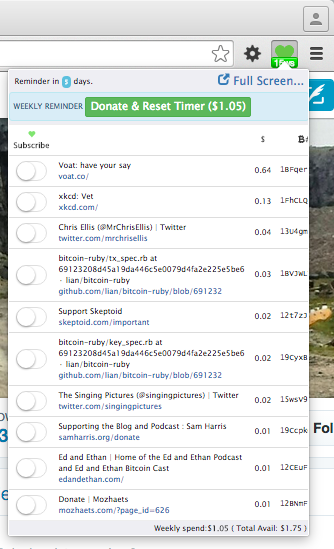 Reminder in 5 days.
Full Screen...
WEEKLY REMINDER Donate & Reset Timer ($1.05)
Subscribe
$
Voat: have your say
voat.co/
0.64 1BFqer
xkcd: Vet
xkcd.com/
0.13 1FhCLQ
Chris Ellis (@MrChrisEllis) | Twitter
twitter.com/mrchrisellis
0.04 13U4gm
bitcoin-ruby/tx_spec.rb at
69123208d45a19da446c5e0079d4fa2e225e5be6
- lian/bitcoin-ruby
github.com/lian/bitcoin-ruby/blob/691232
0.03 1BVJWL
Support Skeptoid
skeptoid.com/important
0.02 12t7zJ
bitcoin-ruby/key_spec.rb at
69123208d45a19da446c5e0079d4fa2e225e5be6
- lian/bitcoin-ruby
github.com/lian/bitcoin-ruby/blob/691232
0.02 19CyxB
The Singing Pictures (@singingpictures) | Twitter
twitter.com/singingpictures
0.02 15wsv9
Supporting the Blog and Podcast : Sam Harris
samharris.org/donate
0.01 19Ccpk
Ed and Ethan | Home of the Ed and Ethan Podcast
and Ed and Ethan Bitcoin Cast
edandethan.com/
0.01 12CEuF
Donate | Mozhaets
mozhaets.com/?page_id=626
0.01 12BNmF
Weekly spend:$1.05 ( Total Avail: $1.75 )
Fol